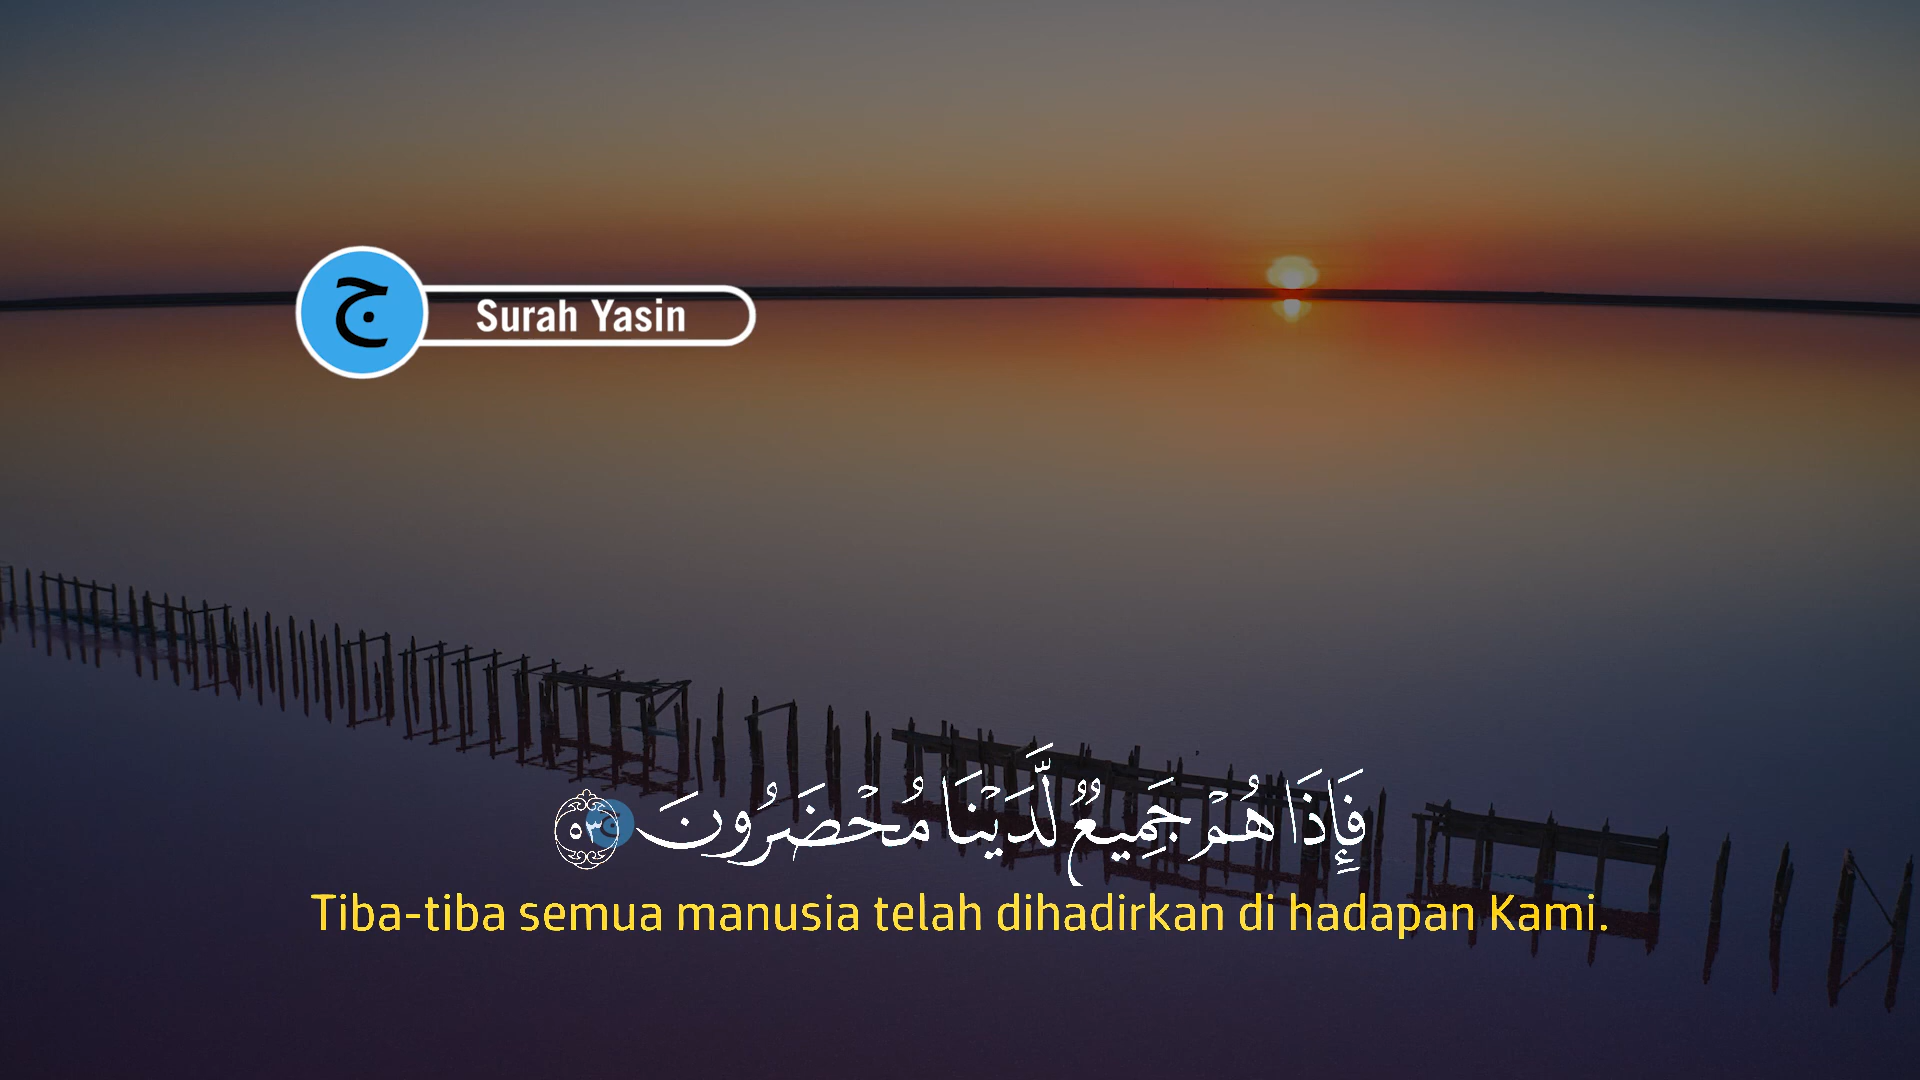 ج
Surah Yasin
فَإِذَا هُمْ جَمِيعٌ لَّدَيْنَا مُحْضَرُونَ ٥٣
Tiba-tiba semua manusia telah dihadirkan di hadapan Kami.